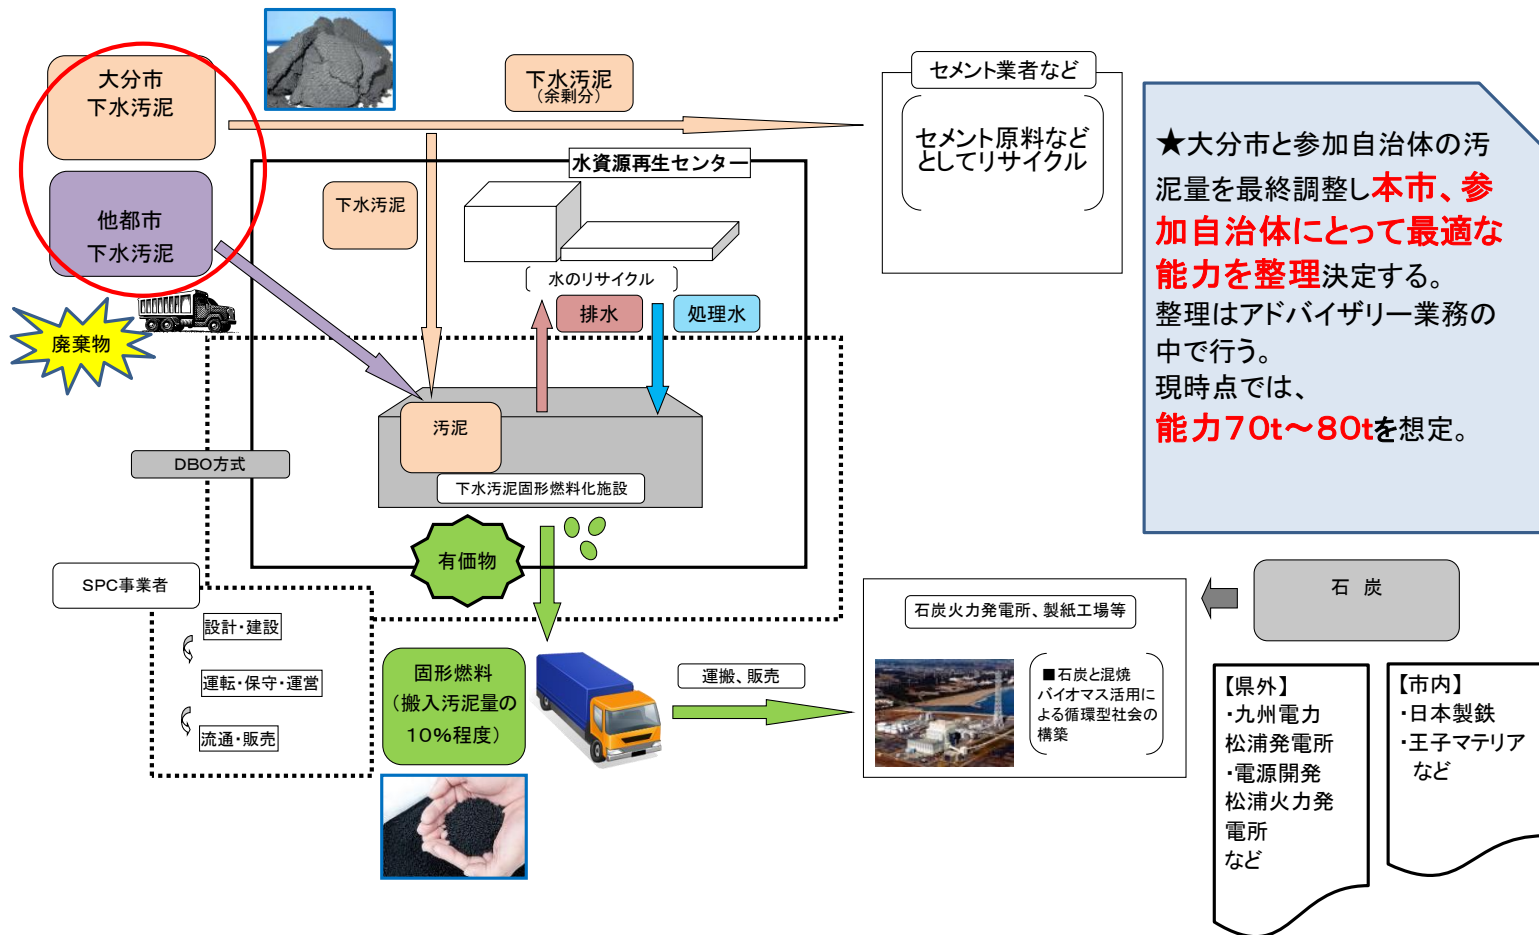 大分市
下水汚泥
他都市
下水汚泥
廃棄物
下水汚泥
(余剰分)
セメント業者など
セメント原料など
としてリサイクル
水資源再生センター
下水汚泥
水のリサイクル
排水
処理水
汚泥
下水汚泥固形燃料化施設
DBO方式
有価物
SPC事業者
設計・建設
運転・保守・運営
流通・販売
固形燃料
(搬入汚泥量の
10%程度)
運搬、販売
石炭火力発電所、製紙工場等
■石炭と混焼
バイオマス活用に
よる循環型社会の
構築
★大分市と参加自治体の汚
泥量を最終調整し本市、参
加自治体にとって最適な
能力を整理決定する。
整理はアドバイザリー業務の
中で行う。
現時点では、
能力70t～80tを想定。
石 炭
【県外】
・九州電力
松浦発電所
・電源開発
松浦火力発
電所
など
【市内】
・日本製鉄
・王子マテリア
など